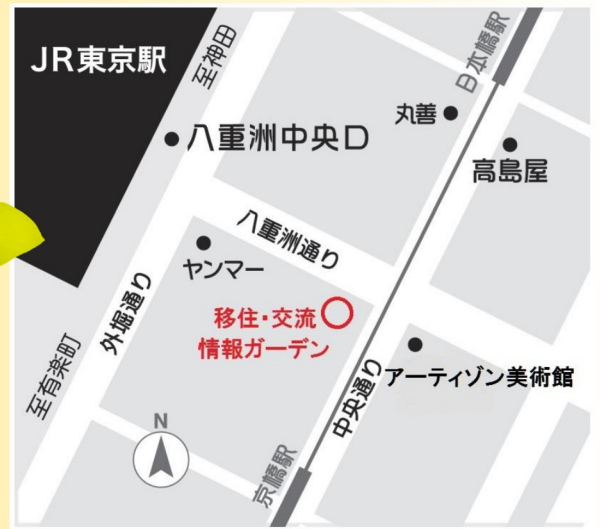 JR東京駅
至神田
日本橋駅
丸善
八重洲中央口
高島屋
八重洲通り
ヤンマー
外堀通り
移住・交流
情報ガーデン
アーティゾン美術館
至有楽町
中央通り
N
京橋駅